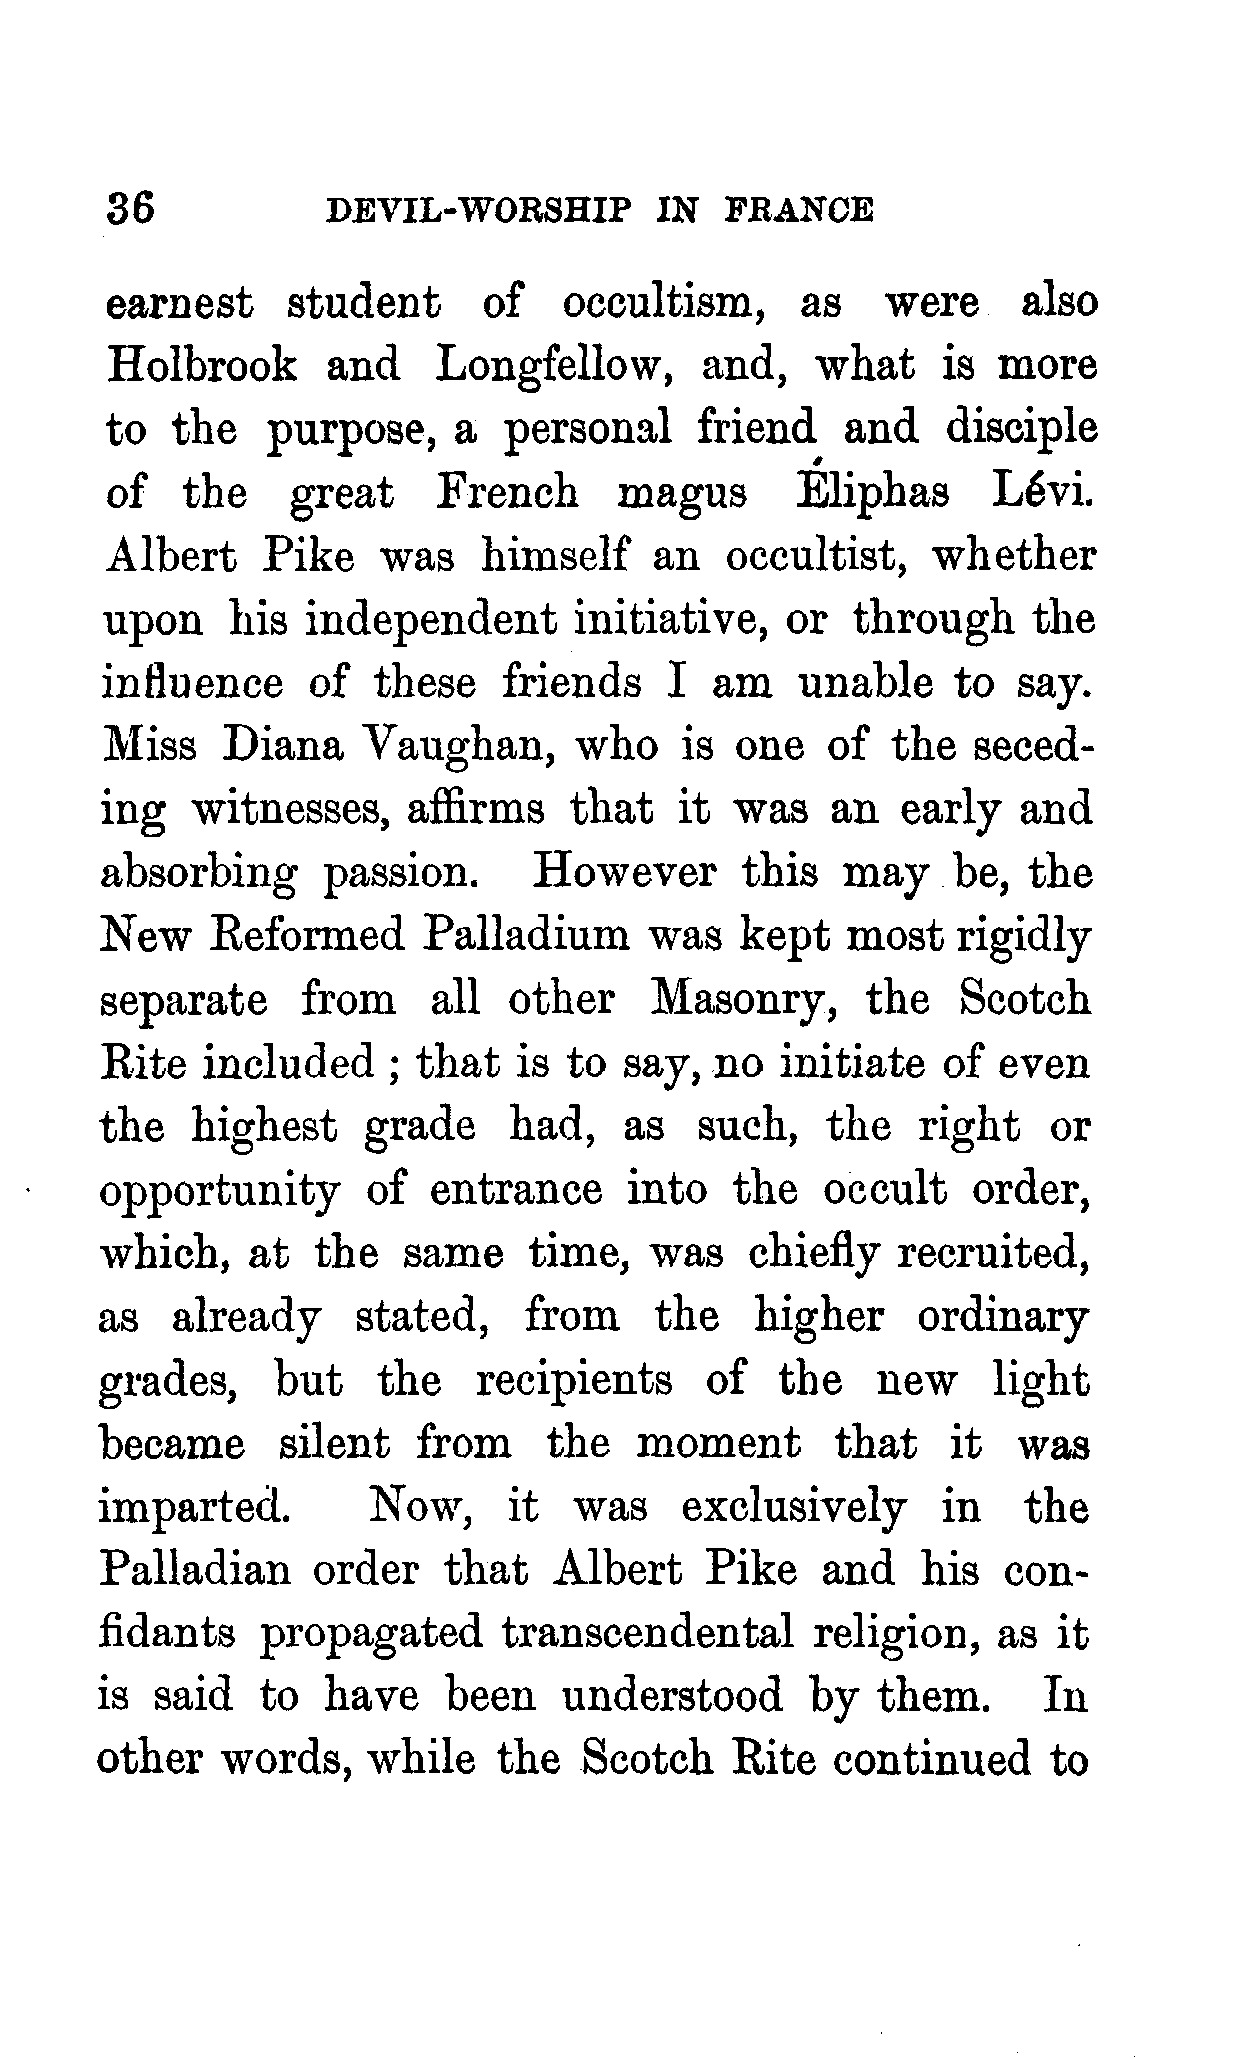 36 DEVIL-WORSHIP IN FRANCE
earnest student of occultism, as were also
Holbrook and Longfellow, and, what is more
to the purpose, a personal friend and disciple
of the great French magus Éliphas Lévi.
Albert Pike was himself an occultist, whether
upon his independent initiative, or through the
influence of these friends I am unable to say.
Miss Diana Vaughan, who is one of the seced-
ing witnesses, affirms that it was an early and
absorbing passion. However this may be, the
New Reformed Palladium was kept most rigidly
separate from all other Masonry, the Scotch
Rite included ; that is to say, no initiate of even
the highest grade had, as such, the right or
opportunity of entrance into the occult order,
which, at the same time, was chiefly recruited,
as already stated, from the higher ordinary
grades, but the recipients of the new light
became silent from the moment that it was
imparted. Now, it was exclusively in the
Palladian order that Albert Pike and his con-
fidants propagated transcendental religion, as it
is said to have been understood by them. In
other words, while the Scotch Rite continued to